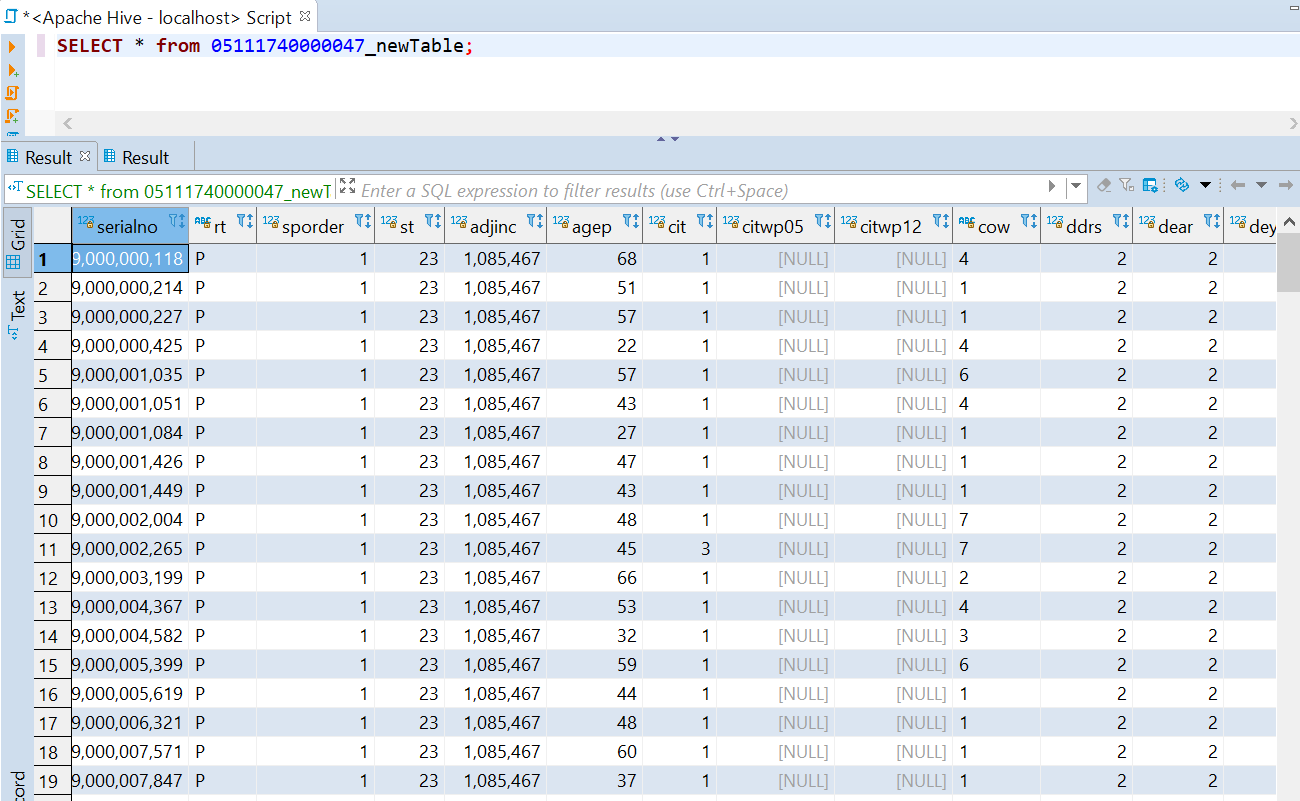 *<Apache Hive - localhost> Script
SELECT * from 05111740000047_newTable;
Result Result
SELECT * from 05111740000047_newT Enter a SQL expression to filter results (use Ctrl+Space)
Grid
Text
cord
123 serialno ABC rt 123 sporder 123 st 123 adjinc 123 agep 123 cit 123 citwp05 123 citwp12 ABC cow 123 ddrs 123 dear 123 dey
1 9,000,000,118 P 1 23 1,085,467 68 1 [NULL] [NULL] 4 2 2
2 9,000,000,214 P 1 23 1,085,467 51 1 [NULL] [NULL] 1 2 2
3 9,000,000,227 P 1 23 1,085,467 57 1 [NULL] [NULL] 1 2 2
4 9,000,000,425 P 1 23 1,085,467 22 1 [NULL] [NULL] 4 2 2
5 9,000,001,035 P 1 23 1,085,467 57 1 [NULL] [NULL] 6 2 2
6 9,000,001,051 P 1 23 1,085,467 43 1 [NULL] [NULL] 4 2 2
7 9,000,001,084 P 1 23 1,085,467 27 1 [NULL] [NULL] 1 2 2
8 9,000,001,426 P 1 23 1,085,467 47 1 [NULL] [NULL] 1 2 2
9 9,000,001,449 P 1 23 1,085,467 43 1 [NULL] [NULL] 1 2 2
10 9,000,002,004 P 1 23 1,085,467 48 1 [NULL] [NULL] 7 2 2
11 9,000,002,265 P 1 23 1,085,467 45 3 [NULL] [NULL] 7 2 2
12 9,000,003,199 P 1 23 1,085,467 66 1 [NULL] [NULL] 2 2 2
13 9,000,004,367 P 1 23 1,085,467 53 1 [NULL] [NULL] 4 2 2
14 9,000,004,582 P 1 23 1,085,467 32 1 [NULL] [NULL] 3 2 2
15 9,000,005,399 P 1 23 1,085,467 59 1 [NULL] [NULL] 6 2 2
16 9,000,005,619 P 1 23 1,085,467 44 1 [NULL] [NULL] 1 2 2
17 9,000,006,321 P 1 23 1,085,467 48 1 [NULL] [NULL] 1 2 2
18 9,000,007,571 P 1 23 1,085,467 60 1 [NULL] [NULL] 1 2 2
19 9,000,007,847 P 1 23 1,085,467 37 1 [NULL] [NULL] 1 2 2